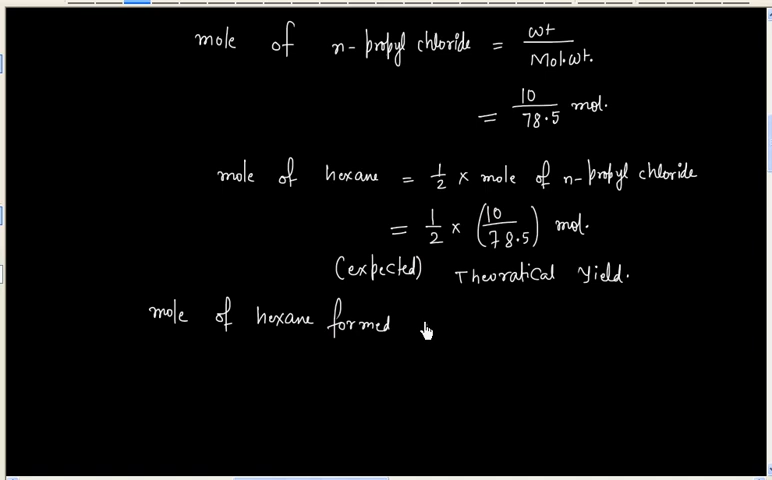 mole of n-propyl chloride = wt / Mol.wt.
= 10 / 78.5 mol.
mole of hexane = 1/2 × mole of n-propyl chloride
= 1/2 × (10 / 78.5) mol.
(expected) Theoratical Yield.
mole of hexane formed